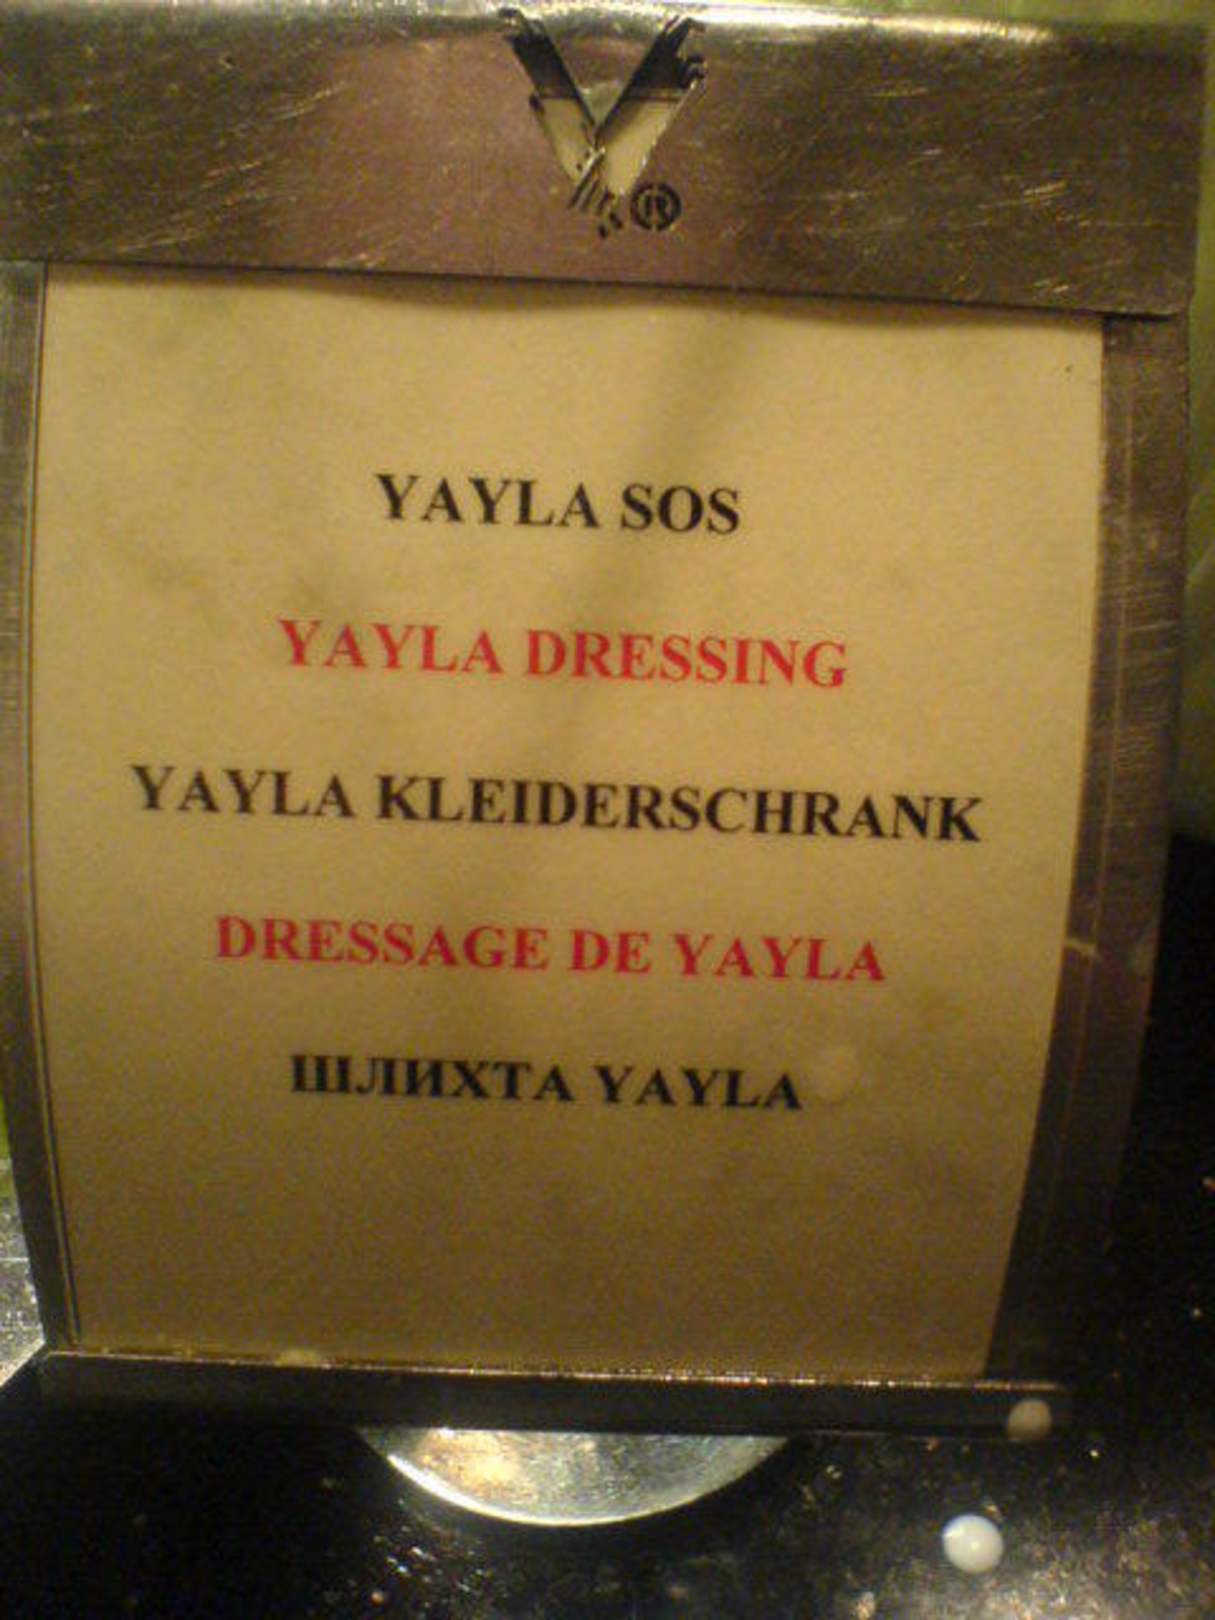 YAYLA SOS
YAYLA DRESSING
YAYLA KLEIDERSCHRANK
DRESSAGE DE YAYLA
ШЛИХТА YAYLA